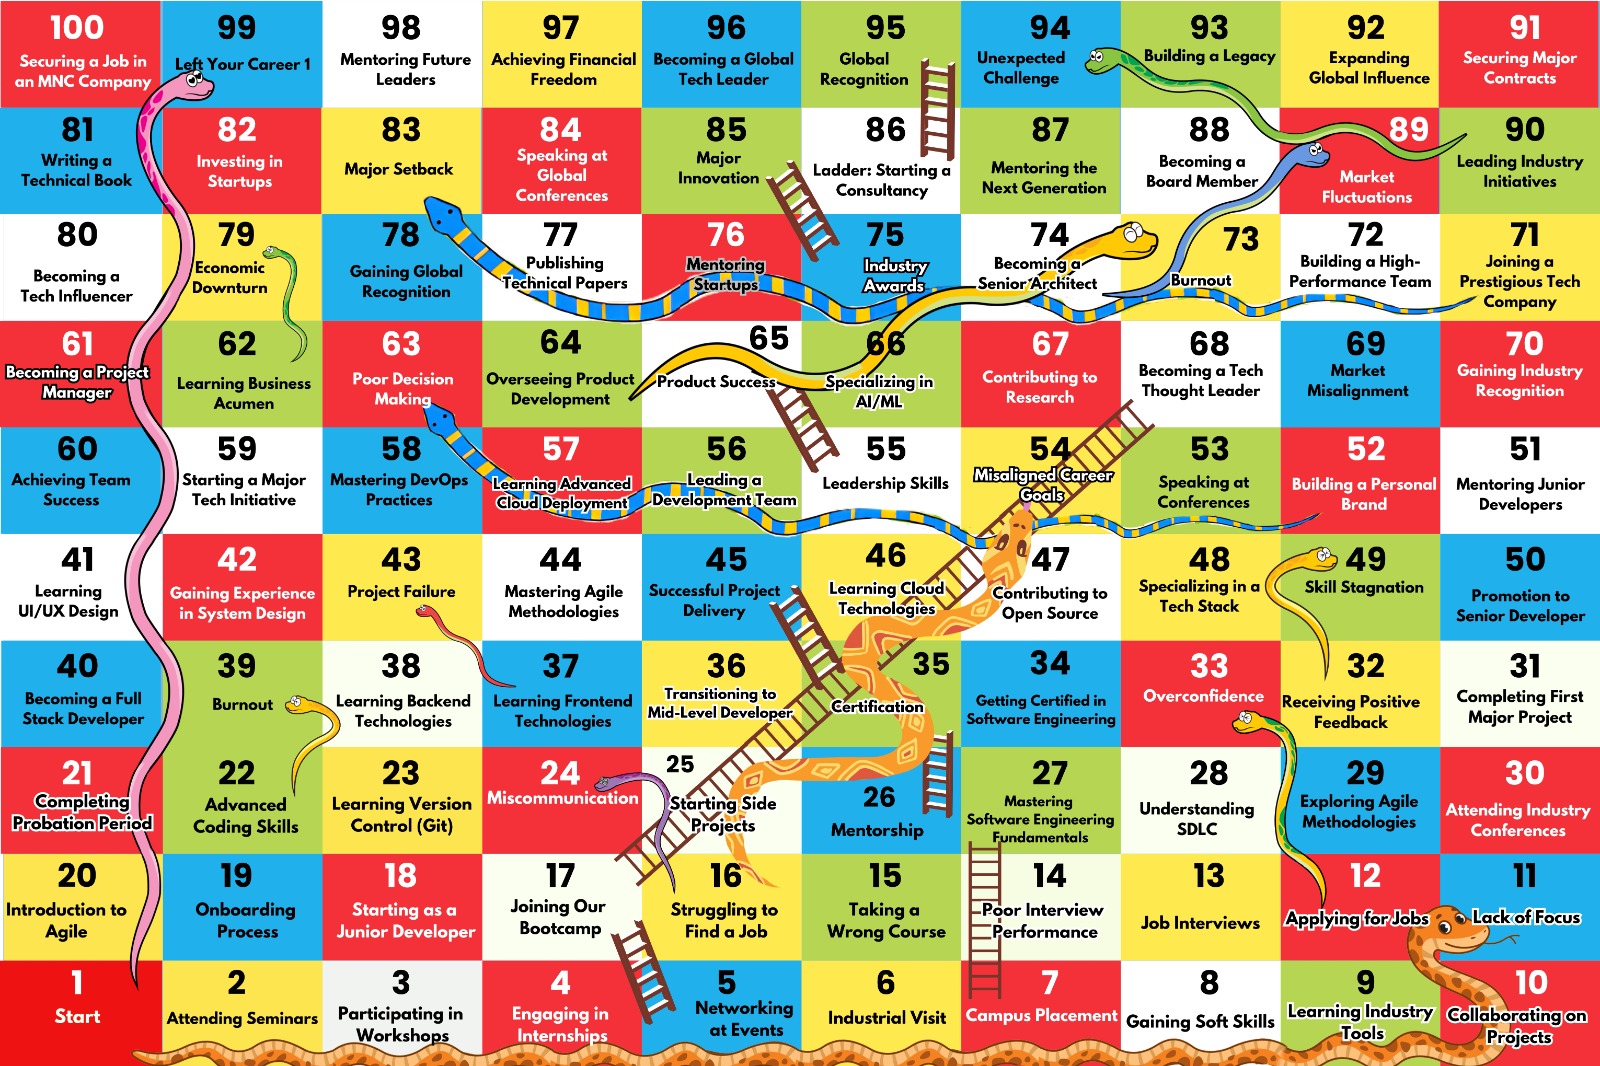 100
Securing a Job in
an MNC Company
99
Left Your Career 1
98
Mentoring Future
Leaders
97
Achieving Financial
Freedom
96
Becoming a Global
Tech Leader
95
Global
Recognition
94
Unexpected
Challenge
93
Building a Legacy
92
Expanding
Global Influence
91
Securing Major
Contracts
81
Writing a
Technical Book
82
Investing in
Startups
83
Major Setback
84
Speaking at
Global
Conferences
85
Major
Innovation
86
Ladder: Starting a
Consultancy
87
Mentoring the
Next Generation
88
Becoming a
Board Member
89
Market
Fluctuations
90
Leading Industry
Initiatives
80
Becoming a
Tech Influencer
79
Economic
Downturn
78
Gaining Global
Recognition
77
Publishing
Technical Papers
76
Mentoring
Startups
75
Industry
Awards
74
Becoming a
Senior Architect
73
Burnout
72
Building a High-
Performance Team
71
Joining a
Prestigious Tech
Company
61
Becoming a Project
Manager
62
Learning Business
Acumen
63
Poor Decision
Making
64
Overseeing Product
Development
65
Product Success
66
Specializing in
AI/ML
67
Contributing to
Research
68
Becoming a Tech
Thought Leader
69
Market
Misalignment
70
Gaining Industry
Recognition
60
Achieving Team
Success
59
Starting a Major
Tech Initiative
58
Mastering DevOps
Practices
57
Learning Advanced
Cloud Deployment
56
Leading a
Development Team
55
Leadership Skills
54
Misaligned Career
Goals
53
Speaking at
Conferences
52
Building a Personal
Brand
51
Mentoring Junior
Developers
41
Learning
UI/UX Design
42
Gaining Experience
in System Design
43
Project Failure
44
Mastering Agile
Methodologies
45
Successful Project
Delivery
46
Learning Cloud
Technologies
47
Contributing to
Open Source
48
Specializing in a
Tech Stack
49
Skill Stagnation
50
Promotion to
Senior Developer
40
Becoming a Full
Stack Developer
39
Burnout
38
Learning Backend
Technologies
37
Learning Frontend
Technologies
36
Transitioning to
Mid-Level Developer
35
Certification
34
Getting Certified in
Software Engineering
33
Overconfidence
32
Receiving Positive
Feedback
31
Completing First
Major Project
21
Completing
Probation Period
22
Advanced
Coding Skills
23
Learning Version
Control (Git)
24
Miscommunication
25
Starting Side
Projects
26
Mentorship
27
Mastering
Software Engineering
Fundamentals
28
Understanding
SDLC
29
Exploring Agile
Methodologies
30
Attending Industry
Conferences
20
Introduction to
Agile
19
Onboarding
Process
18
Starting as a
Junior Developer
17
Joining Our
Bootcamp
16
Struggling to
Find a Job
15
Taking a
Wrong Course
14
Poor Interview
Performance
13
Job Interviews
12
Applying for Jobs
11
Lack of Focus
1
Start
2
Attending Seminars
3
Participating in
Workshops
4
Engaging in
Internships
5
Networking
at Events
6
Industrial Visit
7
Campus Placement
8
Gaining Soft Skills
9
Learning Industry
Tools
10
Collaborating on
Projects